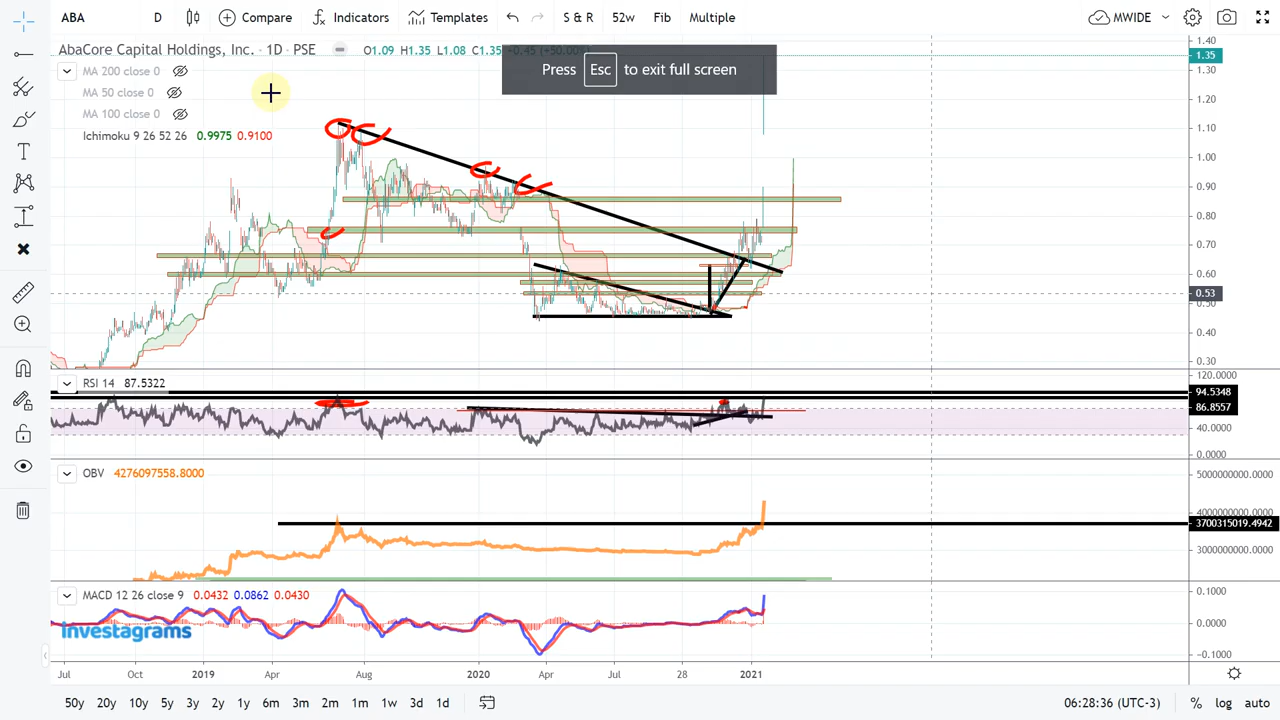 ABA D Compare Indicators Templates S & R 52w Fib Multiple MWIDE
AbaCore Capital Holdings, Inc. · 1D · PSE O1.09 H1.35 L1.08 C1.35
Press Esc to exit full screen
MA 200 close 0
MA 50 close 0
MA 100 close 0
Ichimoku 9 26 52 26 0.9975 0.9100
1.40
1.35
1.30
1.20
1.10
1.00
0.90
0.80
0.70
0.60
0.53
0.50
0.40
0.30
RSI 14 87.5322
120.0000
94.5348
86.8557
40.0000
0.0000
OBV 4276097558.8000
5000000000.0000
4000000000.0000
3700315019.4942
3000000000.0000
MACD 12 26 close 9 0.0432 0.0862 0.0430
0.1000
0.0000
-0.1000
Investagrams
Jul Oct 2019 Apr Aug 2020 Apr Jul 28 2021
50y 20y 10y 5y 3y 2y 1y 6m 3m 2m 1m 1w 3d 1d 06:28:36 (UTC-3) % log auto